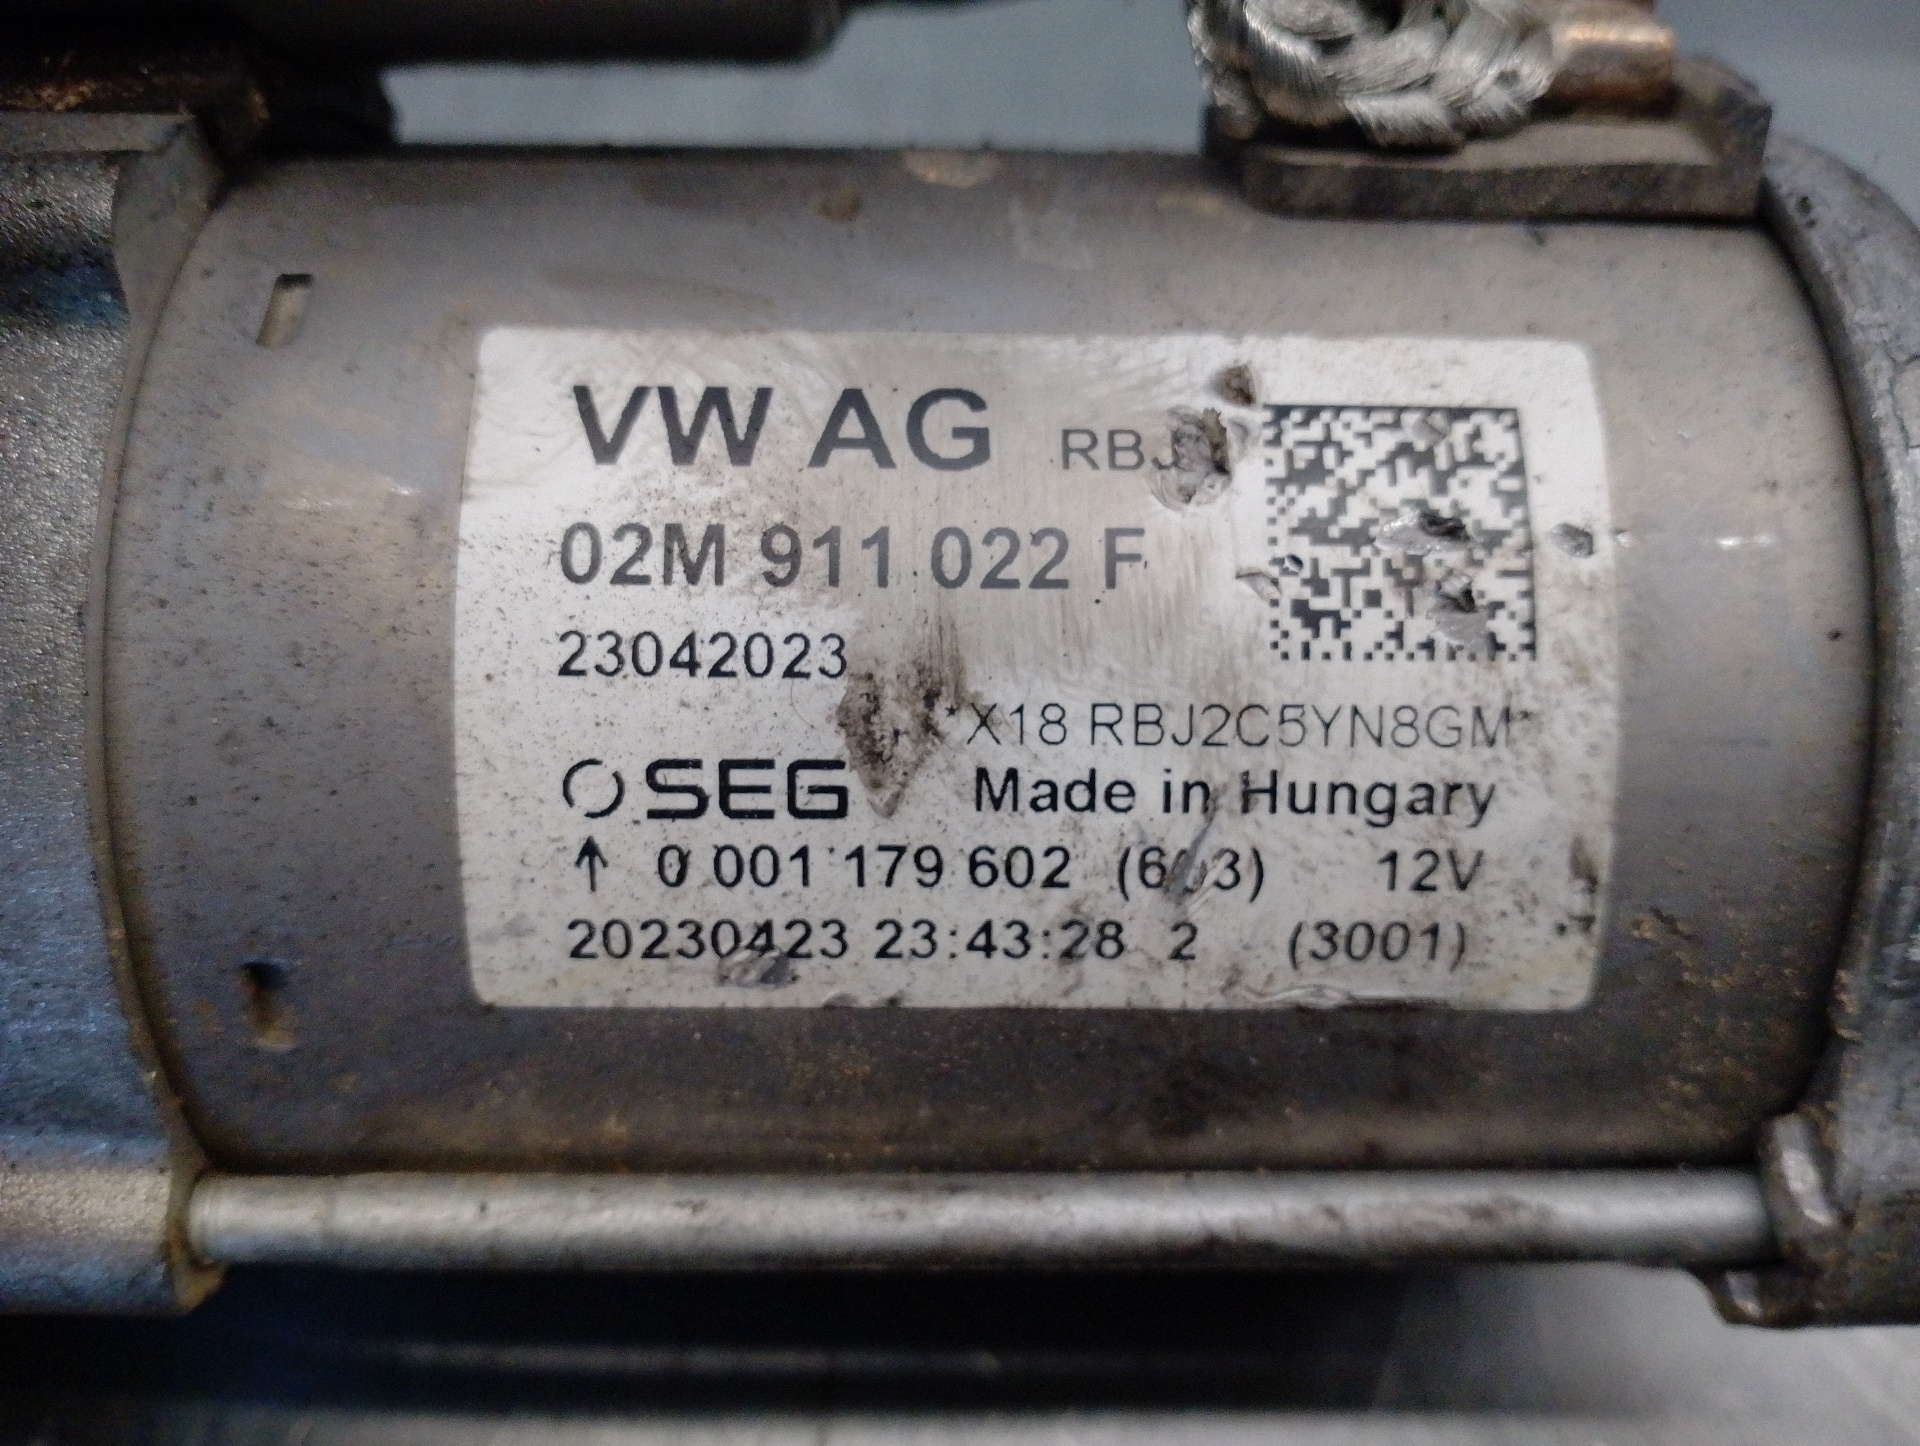 VW AG RBJ
02M 911 022 F
23042023
*X18 RBJ2C5YN8GM*
SEG Made in Hungary
↑ 0 001 179 602 (603) 12V
20230423 23:43:28 2 (3001)